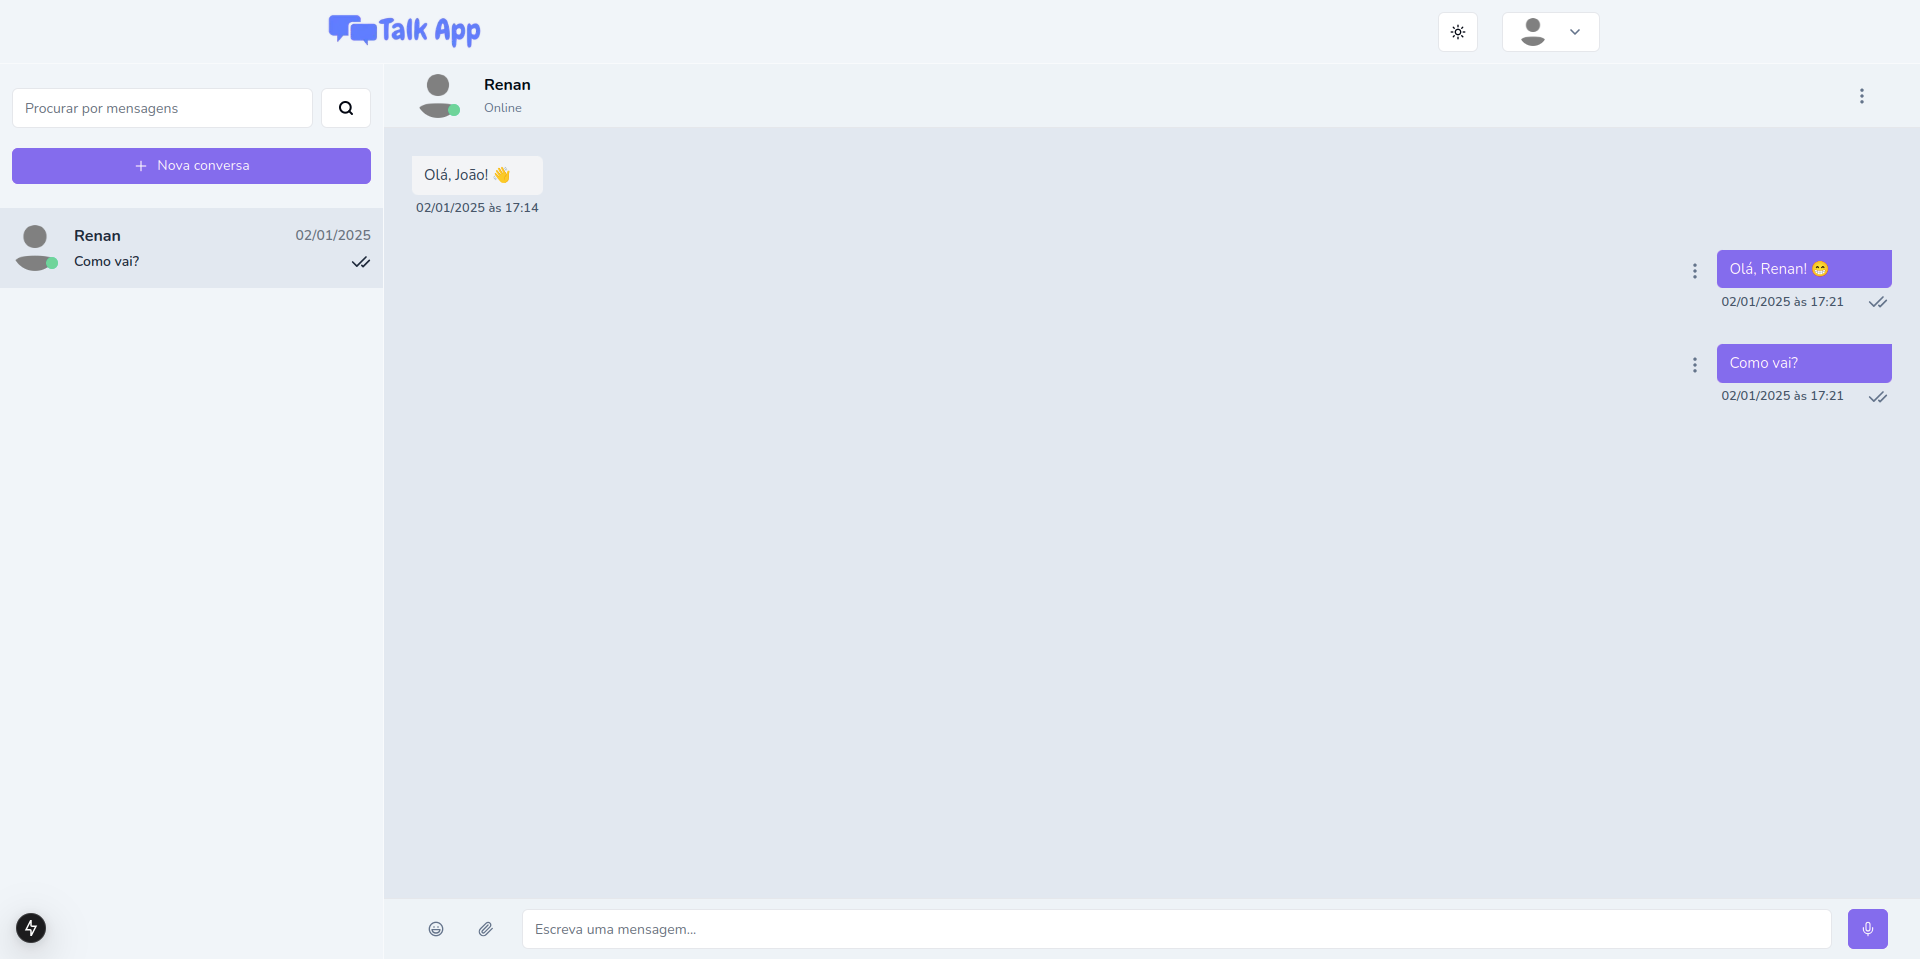 Talk App
Procurar por mensagens
Nova conversa
Renan
02/01/2025
Como vai?
Renan
Online
Olá, João! 👋
02/01/2025 às 17:14
Olá, Renan! 😁
02/01/2025 às 17:21
Como vai?
02/01/2025 às 17:21
Escreva uma mensagem...